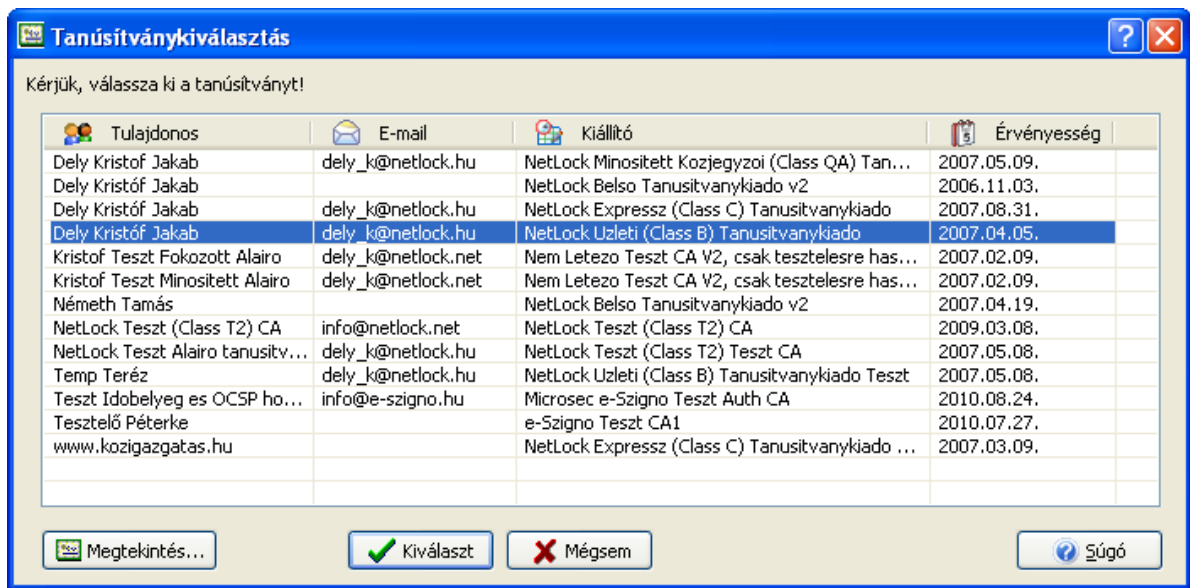 Tanúsítványkiválasztás
Kérjük, válassza ki a tanúsítványt!
Tulajdonos E-mail Kiállító Érvényesség
Dely Kristof Jakab dely_k@netlock.hu NetLock Minositett Kozjegyzoi (Class QA) Tan... 2007.05.09.
Dely Kristóf Jakab NetLock Belso Tanusitvanykiado v2 2006.11.03.
Dely Kristóf Jakab dely_k@netlock.hu NetLock Expressz (Class C) Tanusitvanykiado 2007.08.31.
Dely Kristóf Jakab dely_k@netlock.hu NetLock Uzleti (Class B) Tanusitvanykiado 2007.04.05.
Kristof Teszt Fokozott Alairo dely_k@netlock.net Nem Letezo Teszt CA V2, csak tesztelesre has... 2007.02.09.
Kristof Teszt Minositett Alairo dely_k@netlock.net Nem Letezo Teszt CA V2, csak tesztelesre has... 2007.02.09.
Németh Tamás NetLock Belso Tanusitvanykiado v2 2007.04.19.
NetLock Teszt (Class T2) CA info@netlock.net NetLock Teszt (Class T2) CA 2009.03.08.
NetLock Teszt Alairo tanusitv... dely_k@netlock.hu NetLock Teszt (Class T2) Teszt CA 2007.05.08.
Temp Teréz dely_k@netlock.hu NetLock Uzleti (Class B) Tanusitvanykiado Teszt 2007.05.08.
Teszt Idobelyeg es OCSP ho... info@e-szigno.hu Microsec e-Szigno Teszt Auth CA 2010.08.24.
Tesztelő Péterke e-Szigno Teszt CA1 2010.07.27.
www.kozigazgatas.hu NetLock Expressz (Class C) Tanusitvanykiado ... 2007.03.09.
Megtekintés... Kiválaszt Mégsem Súgó